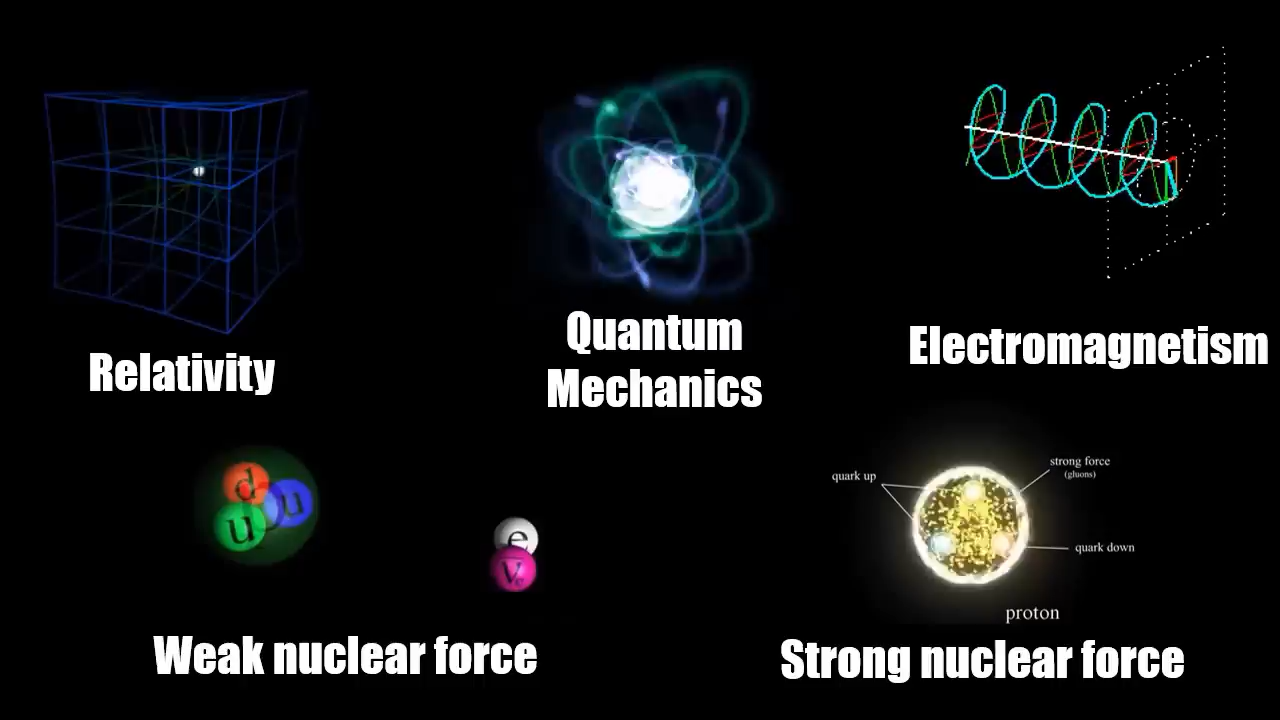 Relativity
Quantum
Mechanics
Electromagnetism
d
u
u
e
v̅e
Weak nuclear force
quark up
strong force
(gluons)
quark down
proton
Strong nuclear force